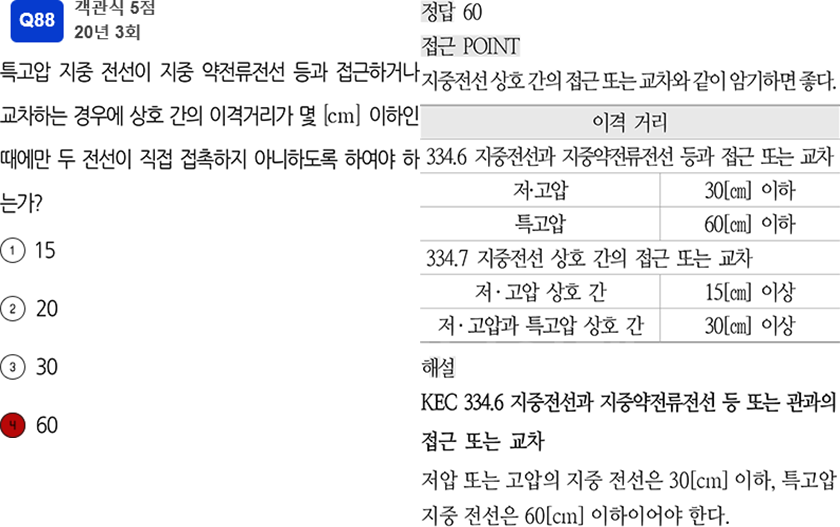 Q88
객관식 5점
20년 3회
특고압 지중 전선이 지중 약전류전선 등과 접근하거나
교차하는 경우에 상호 간의 이격거리가 몇 [cm] 이하인
때에만 두 전선이 직접 접촉하지 아니하도록 하여야 하
는가?
① 15
② 20
③ 30
④ 60
정답 60
접근 POINT
지중전선 상호 간의 접근 또는 교차와 같이 암기하면 좋다.
이격 거리
334.6 지중전선과 지중약전류전선 등과 접근 또는 교차
저·고압 30[㎝] 이하
특고압 60[㎝] 이하
334.7 지중전선 상호 간의 접근 또는 교차
저·고압 상호 간 15[㎝] 이상
저·고압과 특고압 상호 간 30[㎝] 이상
해설
KEC 334.6 지중전선과 지중약전류전선 등 또는 관과의
접근 또는 교차
저압 또는 고압의 지중 전선은 30[cm] 이하, 특고압
지중 전선은 60[cm] 이하이어야 한다.